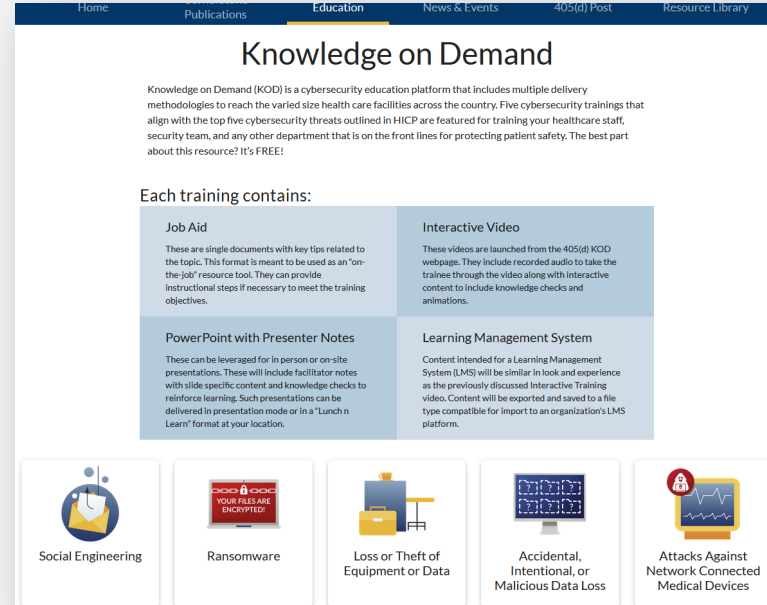 Home
Publications
Education
News & Events
405(d) Post
Resource Library
Knowledge on Demand
Knowledge on Demand (KOD) is a cybersecurity education platform that includes multiple delivery
methodologies to reach the varied size health care facilities across the country. Five cybersecurity trainings that
align with the top five cybersecurity threats outlined in HICP are featured for training your healthcare staff,
security team, and any other department that is on the front lines for protecting patient safety. The best part
about this resource? It's FREE!
Each training contains:
Job Aid
These are single documents with key tips related to
the topic. This format is meant to be used as an "on-
the-job" resource tool. They can provide
instructional steps if necessary to meet the training
objectives.
Interactive Video
These videos are launched from the 405(d) KOD
webpage. They include recorded audio to take the
trainee through the video along with interactive
content to include knowledge checks and
animations.
PowerPoint with Presenter Notes
These can be leveraged for in person or on-site
presentations. These will include facilitator notes
with slide specific content and knowledge checks to
reinforce learning. Such presentations can be
delivered in presentation mode or in a "Lunch n
Learn" format at your location.
Learning Management System
Content intended for a Learning Management
System (LMS) will be similar in look and experience
as the previously discussed Interactive Training
video. Content will be exported and saved to a file
type compatible for import to an organization's LMS
platform.
YOUR FILES ARE
ENCRYPTED!
? ? ?
? ? ?
Social Engineering
Ransomware
Loss or Theft of
Equipment or Data
Accidental,
Intentional, or
Malicious Data Loss
Attacks Against
Network Connected
Medical Devices